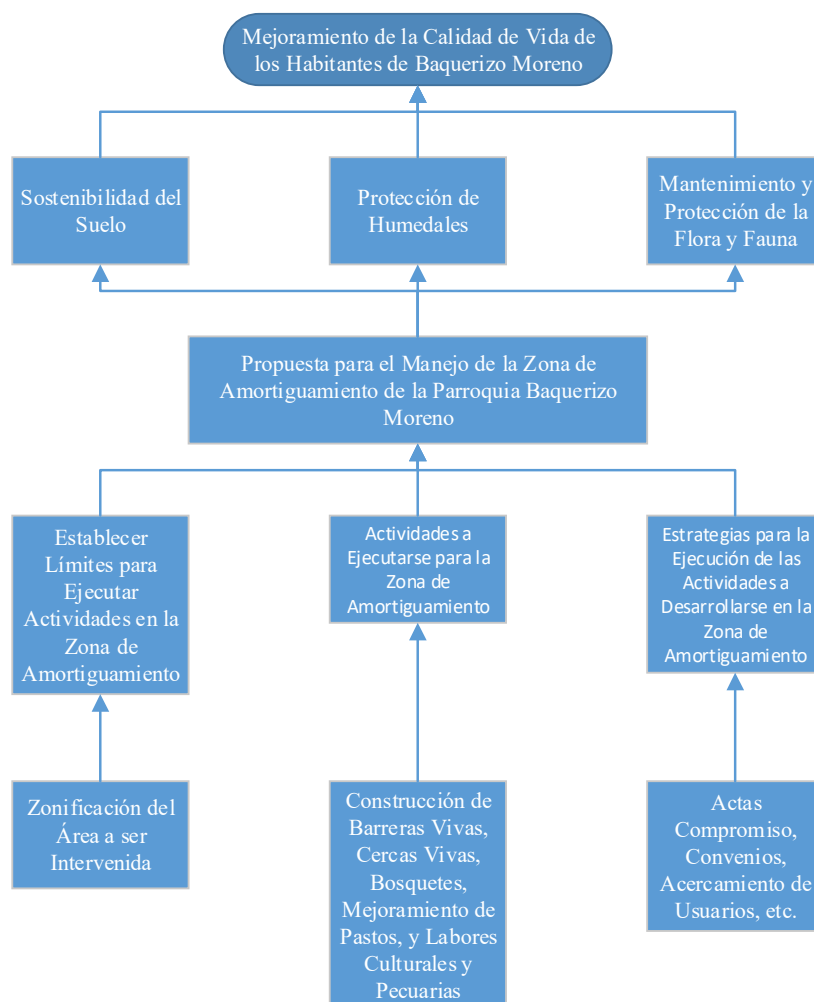 Mejoramiento de la Calidad de Vida de
los Habitantes de Baquerizo Moreno
Sostenibilidad del
Suelo
Protección de
Humedales
Mantenimiento y
Protección de la
Flora y Fauna
Propuesta para el Manejo de la Zona de
Amortiguamiento de la Parroquia Baquerizo
Moreno
Establecer
Límites para
Ejecutar
Actividades en la
Zona de
Amortiguamiento
Actividades a
Ejecutarse para la
Zona de
Amortiguamiento
Estrategias para la
Ejecución de las
Actividades a
Desarrollarse en la
Zona de
Amortiguamiento
Zonificación del
Área a ser
Intervenida
Construcción de
Barreras Vivas,
Cercas Vivas,
Bosquetes,
Mejoramiento de
Pastos, y Labores
Culturales y
Pecuarias
Actas
Compromiso,
Convenios,
Acercamiento de
Usuarios, etc.